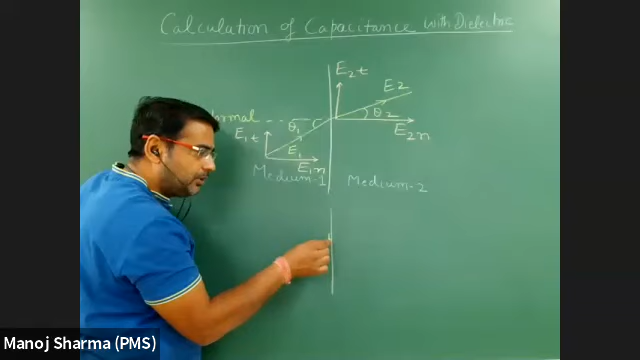 Calculation of Capacitance With Dielectric
E2t
E2
normal
θ1
θ2
E1t
E1
E2n
E1n
Medium-1
Medium-2
Manoj Sharma (PMS)